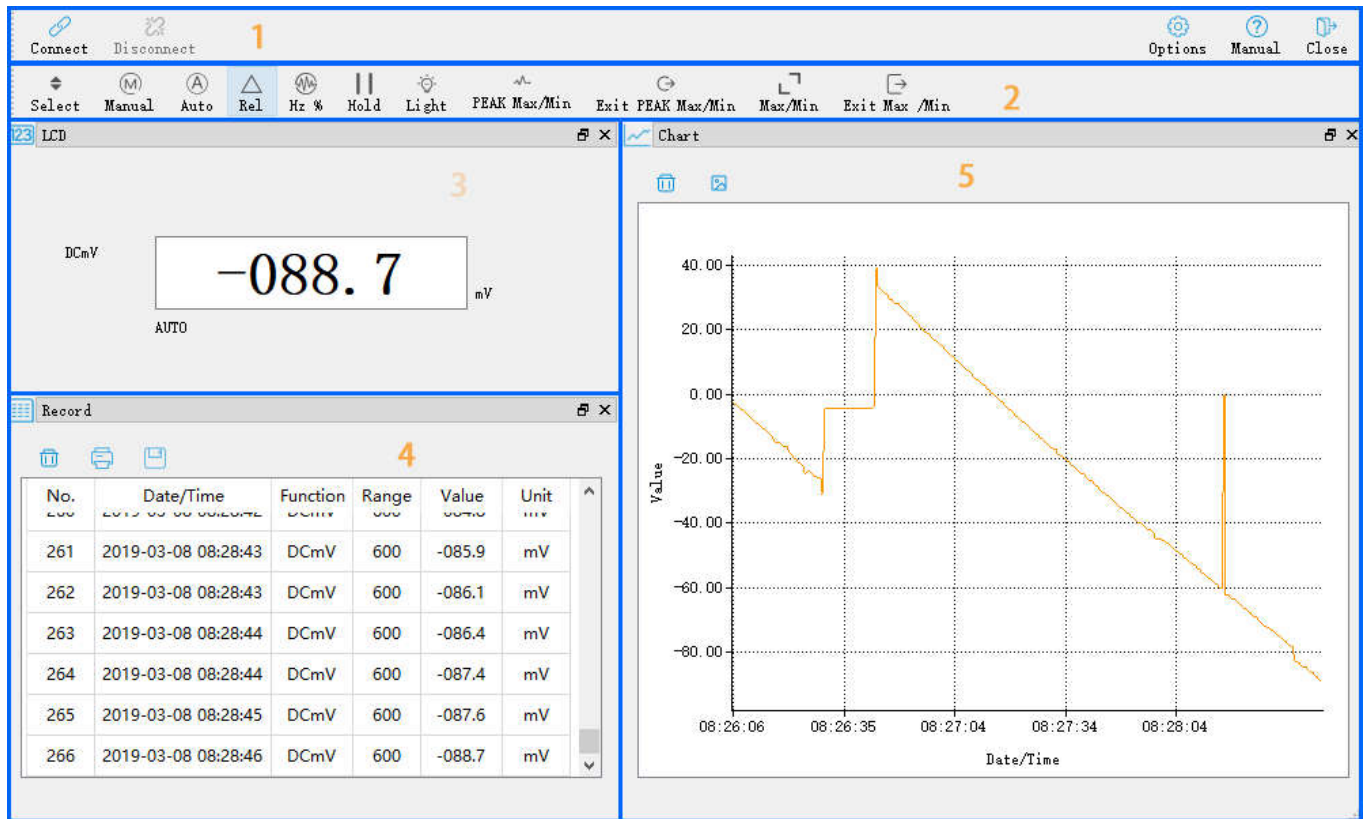 Connect Disconnect 1 Options Manual Close
Select Manual Auto Rel Hz % Hold Light PEAK Max/Min Exit PEAK Max/Min Max/Min Exit Max /Min 2
123 LCD
3
DCmV -088.7 mV
AUTO
Record
4
No. Date/Time Function Range Value Unit
261 2019-03-08 08:28:43 DCmV 600 -085.9 mV
262 2019-03-08 08:28:43 DCmV 600 -086.1 mV
263 2019-03-08 08:28:44 DCmV 600 -086.4 mV
264 2019-03-08 08:28:44 DCmV 600 -087.4 mV
265 2019-03-08 08:28:45 DCmV 600 -087.6 mV
266 2019-03-08 08:28:46 DCmV 600 -088.7 mV
Chart
5
40.00
20.00
0.00
-20.00
-40.00
-60.00
-80.00
Value
08:26:06 08:26:35 08:27:04 08:27:34 08:28:04
Date/Time